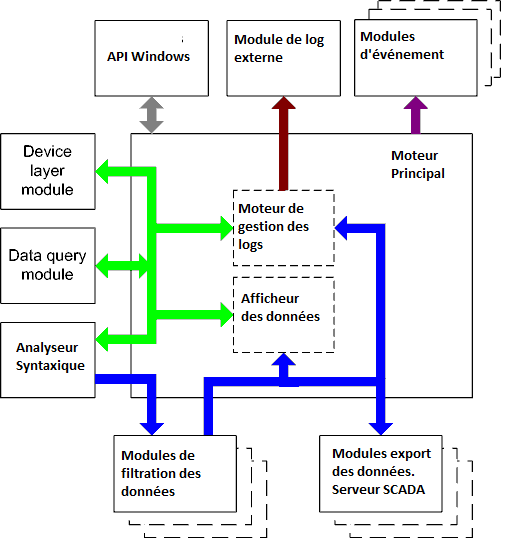 API Windows
Module de log
externe
Modules
d'événement
Moteur
Principal
Device
layer
module
Moteur de
gestion des
logs
Data query
module
Afficheur
des données
Analyseur
Syntaxique
Modules de
filtration des
données
Modules export
des données.
Serveur SCADA